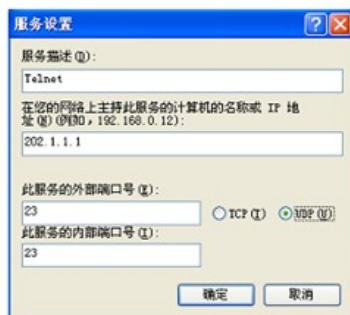 服务设置
服务描述(D):
Telnet
在您的网络上主持此服务的计算机的名称或 IP 地
址(N)(例如，192.168.0.12):
202.1.1.1
此服务的外部端口号(E):
23
TCP(T)
UDP(U)
此服务的内部端口号(I):
23
确定
取消